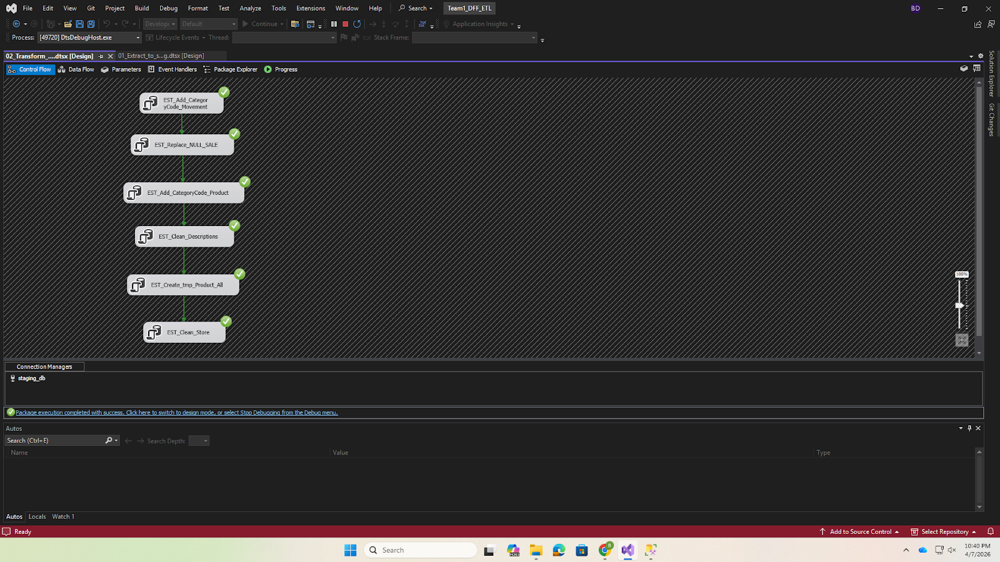 File Edit View Git Project Build Debug Format Test Analyze Tools Extensions Window Help Search Team1_DFF_ETL BD
Develop Default Continue Application Insights
Process: [49720] DtsDebugHost.exe Lifecycle Events Thread: Stack Frame:
02_Transform_....dtsx [Design] 01_Extract_to_s...g.dtsx [Design]
Control Flow Data Flow Parameters Event Handlers Package Explorer Progress
Solution Explorer
Git Changes
EST_Add_Categor
yCode_Movement
EST_Replace_NULL_SALE
EST_Add_CategoryCode_Product
EST_Clean_Descriptions
EST_Create_tmp_Product_All
EST_Clean_Store
100%
Connection Managers
staging_db
Package execution completed with success. Click here to switch to design mode, or select Stop Debugging from the Debug menu.
Autos
Search (Ctrl+E) Search Depth:
Name Value Type
Autos Locals Watch 1
Ready Add to Source Control Select Repository
Search
M365
B
10:40 PM
4/7/2026